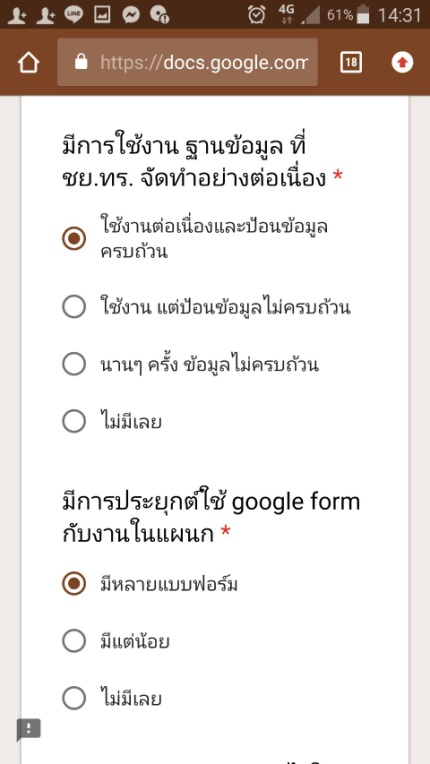 LINE
4G
61%
14:31
https://docs.google.com
18
มีการใช้งาน ฐานข้อมูล ที่
ชย.ทร. จัดทำอย่างต่อเนื่อง *
ใช้งานต่อเนื่องและป้อนข้อมูล
ครบถ้วน
ใช้งาน แต่ป้อนข้อมูลไม่ครบถ้วน
นานๆ ครั้ง ข้อมูลไม่ครบถ้วน
ไม่มีเลย
มีการประยุกต์ใช้ google form
กับงานในแผนก *
มีหลายแบบฟอร์ม
มีแต่น้อย
ไม่มีเลย